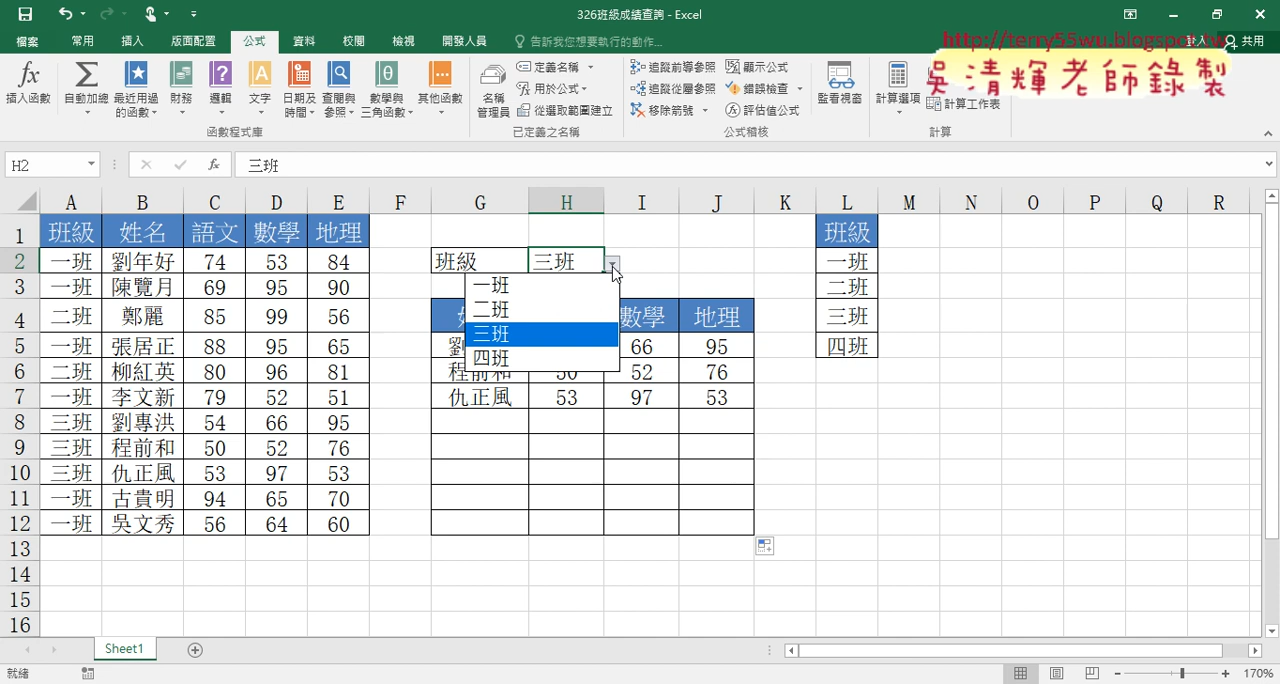 326班級成績查詢 - Excel
檔案 常用 插入 版面配置 公式 資料 校閱 檢視 開發人員 告訴我您想要執行的動作... 登入 共用
http://terry55wu.blogspot.tw
吳清輝老師錄製
插入函數 自動加總 最近用過的函數 財務 邏輯 文字 日期及時間 查閱與參照 數學與三角函數 其他函數
名稱管理員 定義名稱 用於公式 從選取範圍建立
追蹤前導參照 追蹤從屬參照 移除箭號 顯示公式 錯誤檢查 評估值公式 監看視窗
計算選項 計算工作表
函數程式庫 已定義之名稱 公式稽核 計算
H2 fx 三班
A B C D E F G H I J K L M N O P Q R
1 班級 姓名 語文 數學 地理 班級
2 一班 劉年好 74 53 84 班級 三班 一班
3 一班 陳覽月 69 95 90 二班
4 二班 鄭麗 85 99 56 數學 地理 三班
5 一班 張居正 88 95 65 66 95 四班
6 二班 柳紅英 80 96 81 程前和 50 52 76
7 一班 李文新 79 52 51 仇正風 53 97 53
8 三班 劉專洪 54 66 95
9 三班 程前和 50 52 76
10 三班 仇正風 53 97 53
11 一班 古貴明 94 65 70
12 一班 吳文秀 56 64 60
13
14
15
16
一班
二班
三班
四班
Sheet1
就緒 170%